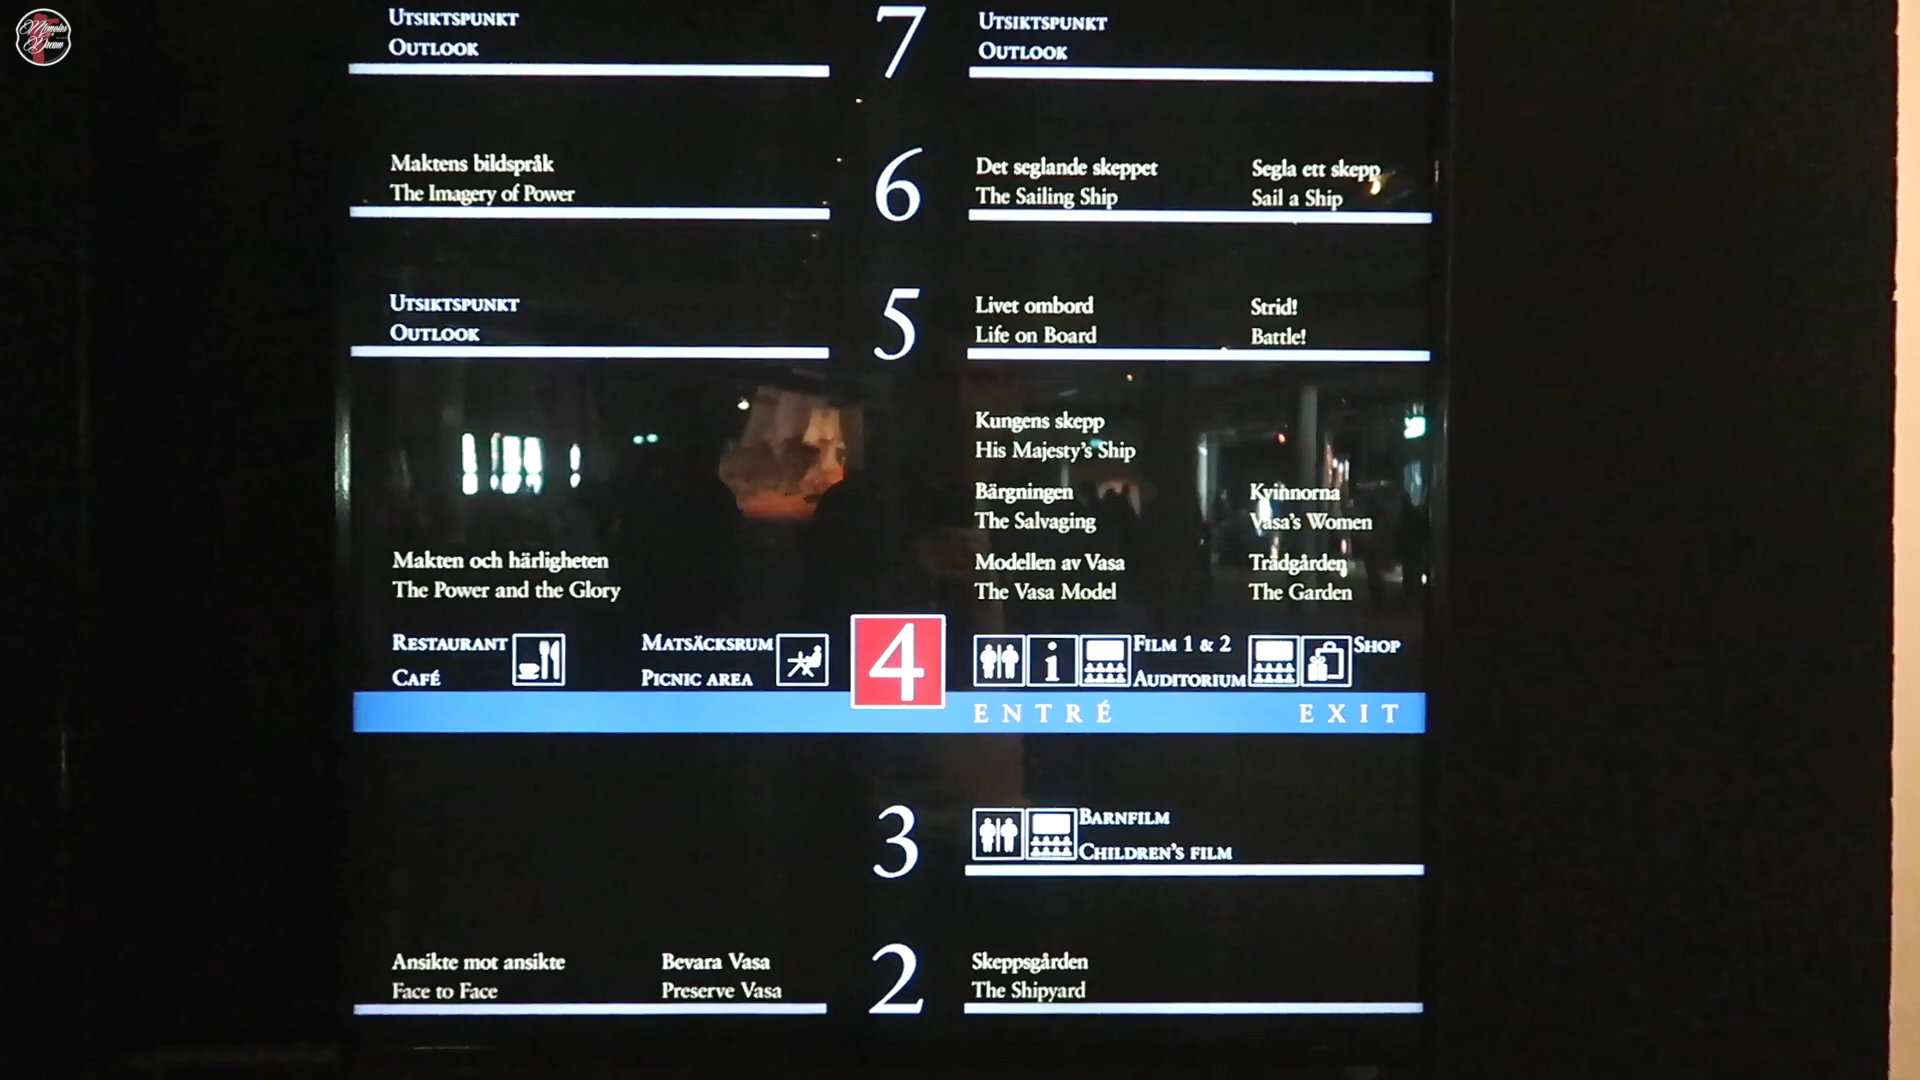 Memoirs
Dream
UTSIKTSPUNKT
OUTLOOK
7
UTSIKTSPUNKT
OUTLOOK
Maktens bildspråk
The Imagery of Power
6
Det seglande skeppet
The Sailing Ship
Segla ett skepp
Sail a Ship
UTSIKTSPUNKT
OUTLOOK
5
Livet ombord
Life on Board
Strid!
Battle!
Kungens skepp
His Majesty's Ship
Bärgningen
The Salvaging
Kvinnorna
Vasa's Women
Makten och härligheten
The Power and the Glory
Modellen av Vasa
The Vasa Model
Trädgården
The Garden
RESTAURANT
CAFÉ
MATSÄCKSRUM
PICNIC AREA
4
i
FILM 1 & 2
AUDITORIUM
SHOP
ENTRÉ
EXIT
3
BARNFILM
CHILDREN'S FILM
Ansikte mot ansikte
Face to Face
Bevara Vasa
Preserve Vasa
2
Skeppsgården
The Shipyard